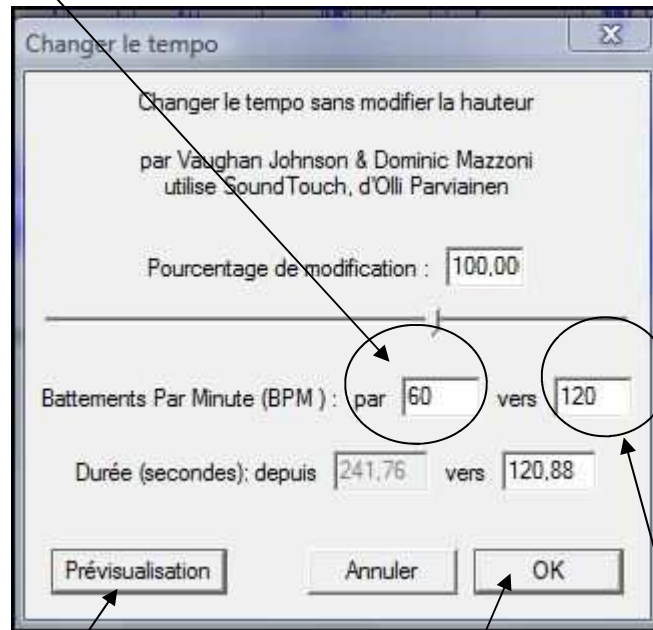 Changer le tempo
Changer le tempo sans modifier la hauteur
par Vaughan Johnson & Dominic Mazzoni
utilise SoundTouch, d'Olli Parviainen
Pourcentage de modification : 100,00
Battements Par Minute (BPM ) : par 60 vers 120
Durée (secondes): depuis 241,76 vers 120,88
Prévisualisation Annuler OK